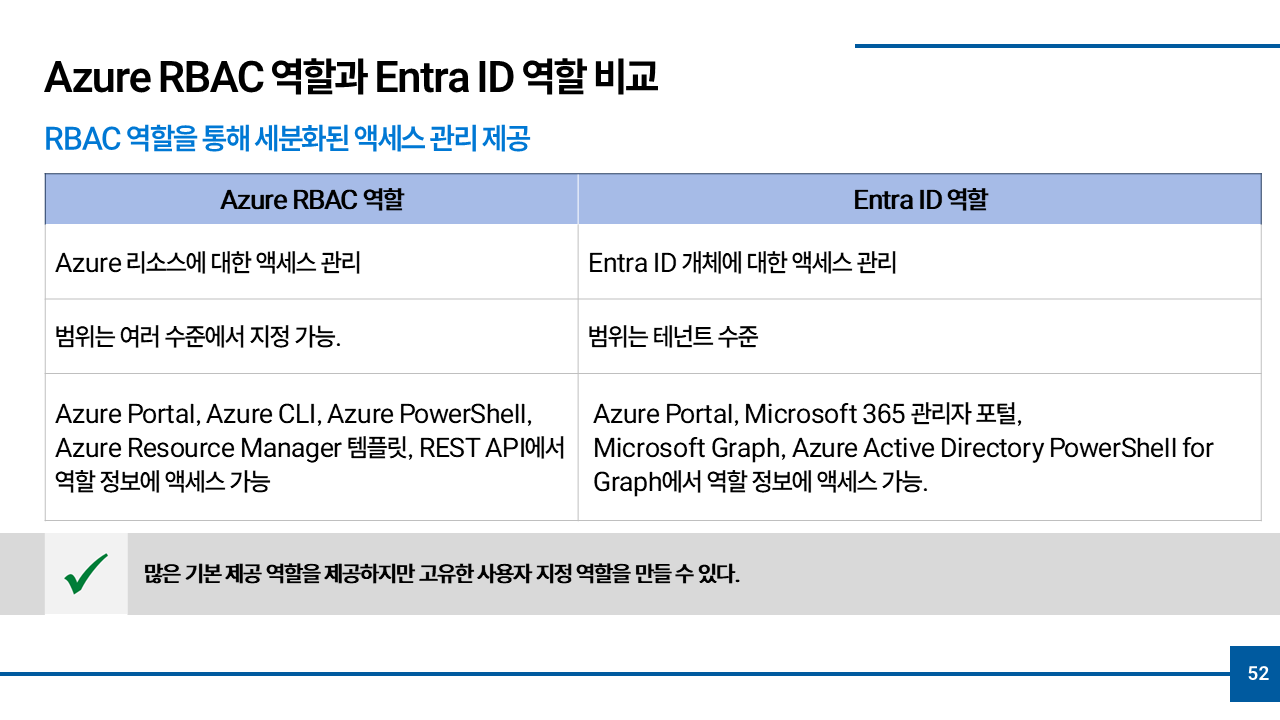 Azure RBAC 역할과 Entra ID 역할 비교
RBAC 역할을 통해 세분화된 액세스 관리 제공
Azure RBAC 역할
Entra ID 역할
Azure 리소스에 대한 액세스 관리
Entra ID 개체에 대한 액세스 관리
범위는 여러 수준에서 지정 가능.
범위는 테넌트 수준
Azure Portal, Azure CLI, Azure PowerShell,
Azure Resource Manager 템플릿, REST API에서
역할 정보에 액세스 가능
Azure Portal, Microsoft 365 관리자 포털,
Microsoft Graph, Azure Active Directory PowerShell for
Graph에서 역할 정보에 액세스 가능.
많은 기본 제공 역할을 제공하지만 고유한 사용자 지정 역할을 만들 수 있다.
52